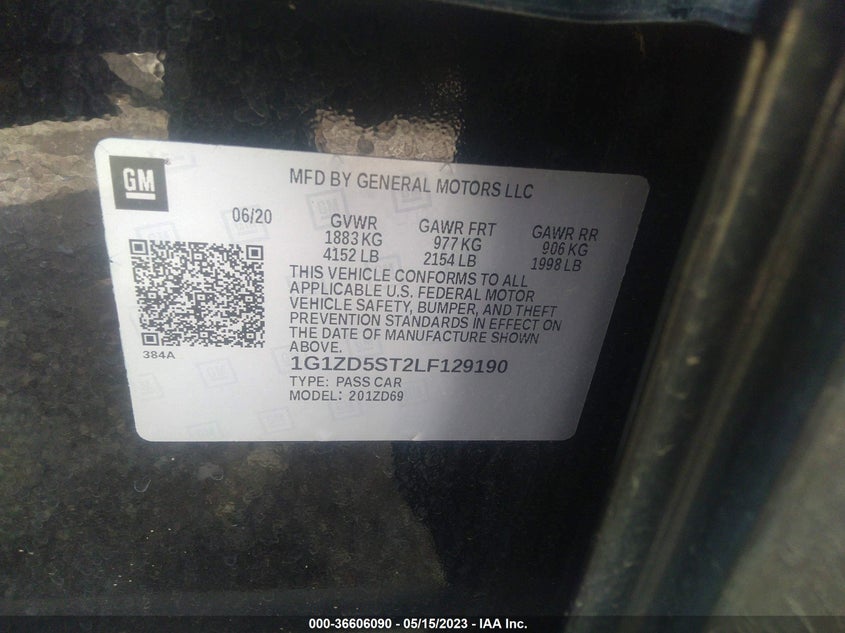 GM
MFD BY GENERAL MOTORS LLC
06/20
GVWR GAWR FRT GAWR RR
1883 KG 977 KG 906 KG
4152 LB 2154 LB 1998 LB
THIS VEHICLE CONFORMS TO ALL
APPLICABLE U.S. FEDERAL MOTOR
VEHICLE SAFETY, BUMPER, AND THEFT
PREVENTION STANDARDS IN EFFECT ON
THE DATE OF MANUFACTURE SHOWN
ABOVE.
384A
1G1ZD5ST2LF129190
TYPE: PASS CAR
MODEL: 201ZD69
000-36606090 - 05/15/2023 - IAA Inc.